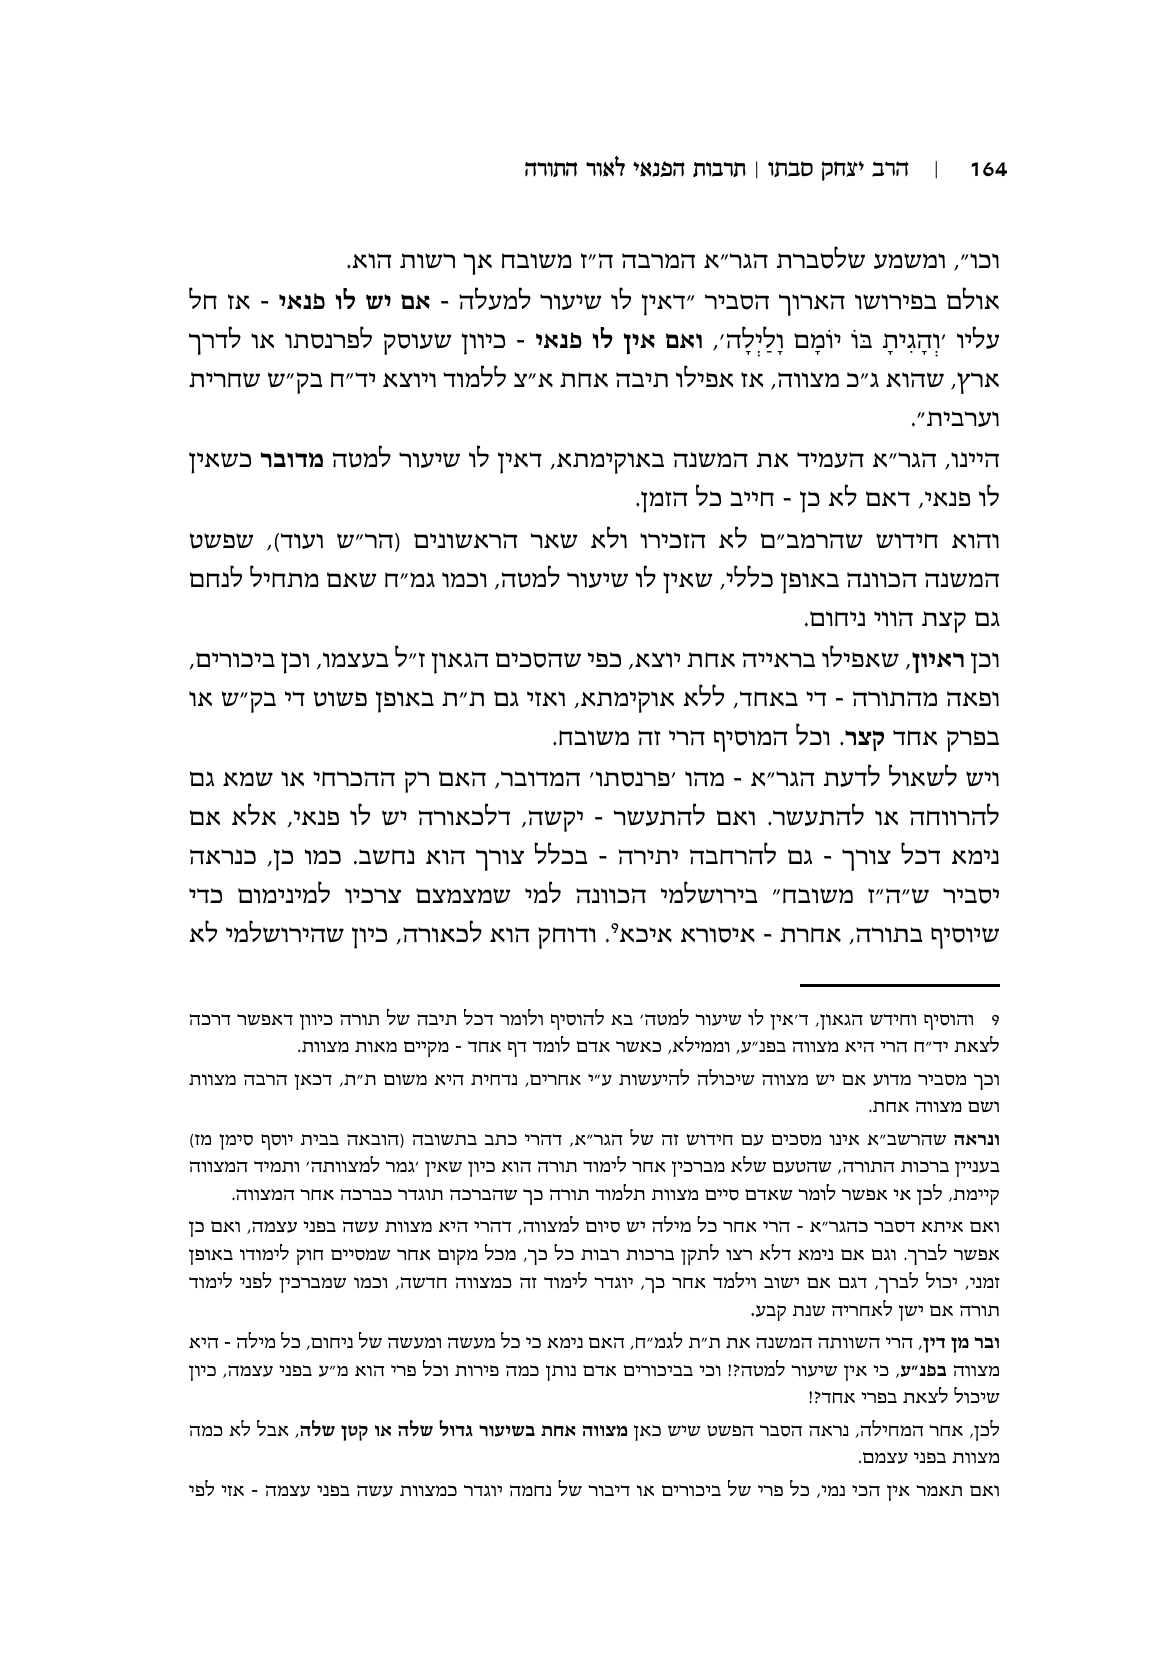 164 | הרב יצחק סבתו | תרבות הפנאי לאור התורה
וכו״, ומשמע שלסברת הגר״א המרבה ה״ז משובח אך רשות הוא.
אולם בפירושו הארוך הסביר ״דאין לו שיעור למעלה - אם יש לו פנאי - אז חל
עליו ׳וְהָגִיתָ בּוֹ יוֹמָם וָלַיְלָה׳, ואם אין לו פנאי - כיוון שעוסק לפרנסתו או לדרך
ארץ, שהוא ג״כ מצווה, אז אפילו תיבה אחת א״צ ללמוד ויוצא יד״ח בק״ש שחרית
וערבית״.
היינו, הגר״א העמיד את המשנה באוקימתא, דאין לו שיעור למטה מדובר כשאין
לו פנאי, דאם לא כן - חייב כל הזמן.
והוא חידוש שהרמב״ם לא הזכירו ולא שאר הראשונים (הר״ש ועוד), שפשט
המשנה הכוונה באופן כללי, שאין לו שיעור למטה, וכמו גמ״ח שאם מתחיל לנחם
גם קצת הווי ניחום.
וכן ראיון, שאפילו בראייה אחת יוצא, כפי שהסכים הגאון ז״ל בעצמו, וכן ביכורים,
ופאה מהתורה - די באחד, ללא אוקימתא, ואזי גם ת״ת באופן פשוט די בק״ש או
בפרק אחד קצר. וכל המוסיף הרי זה משובח.
ויש לשאול לדעת הגר״א - מהו ׳פרנסתו׳ המדובר, האם רק ההכרחי או שמא גם
להרווחה או להתעשר. ואם להתעשר - יקשה, דלכאורה יש לו פנאי, אלא אם
נימא דכל צורך - גם להרחבה יתירה - בכלל צורך הוא נחשב. כמו כן, כנראה
יסביר ש״ה״ז משובח״ בירושלמי הכוונה למי שמצמצם צרכיו למינימום כדי
שיוסיף בתורה, אחרת - איסורא איכא9. ודוחק הוא לכאורה, כיון שהירושלמי לא
9 והוסיף וחידש הגאון, ד׳אין לו שיעור למטה׳ בא להוסיף ולומר דכל תיבה של תורה כיוון דאפשר דרכה
לצאת יד״ח הרי היא מצווה בפנ״ע, וממילא, כאשר אדם לומד דף אחד - מקיים מאות מצוות.
וכך מסביר מדוע אם יש מצווה שיכולה להיעשות ע״י אחרים, נדחית היא משום ת״ת, דכאן הרבה מצוות
ושם מצווה אחת.
ונראה שהרשב״א אינו מסכים עם חידוש זה של הגר״א, דהרי כתב בתשובה (הובאה בבית יוסף סימן מז)
בעניין ברכות התורה, שהטעם שלא מברכין אחר לימוד תורה הוא כיון שאין ׳גמר למצוותה׳ ותמיד המצווה
קיימת, לכן אי אפשר לומר שאדם סיים מצוות תלמוד תורה כך שהברכה תוגדר כברכה אחר המצווה.
ואם איתא דסבר כהגר״א - הרי אחר כל מילה יש סיום למצווה, דהרי היא מצוות עשה בפני עצמה, ואם כן
אפשר לברך. וגם אם נימא דלא רצו לתקן ברכות רבות כל כך, מכל מקום אחר שמסיים חוק לימודו באופן
זמני, יכול לברך, דגם אם ישוב וילמד אחר כך, יוגדר לימוד זה כמצווה חדשה, וכמו שמברכין לפני לימוד
תורה אם ישן לאחריה שנת קבע.
ובר מן דין, הרי השוותה המשנה את ת״ת לגמ״ח, האם נימא כי כל מעשה ומעשה של ניחום, כל מילה - היא
מצווה בפנ״ע, כי אין שיעור למטה?! וכי בביכורים אדם נותן כמה פירות וכל פרי הוא מ״ע בפני עצמה, כיון
שיכול לצאת בפרי אחד?!
לכן, אחר המחילה, נראה הסבר הפשט שיש כאן מצווה אחת בשיעור גדול שלה או קטן שלה, אבל לא כמה
מצוות בפני עצמם.
ואם תאמר אין הכי נמי, כל פרי של ביכורים או דיבור של נחמה יוגדר כמצוות עשה בפני עצמה - אזי לפי